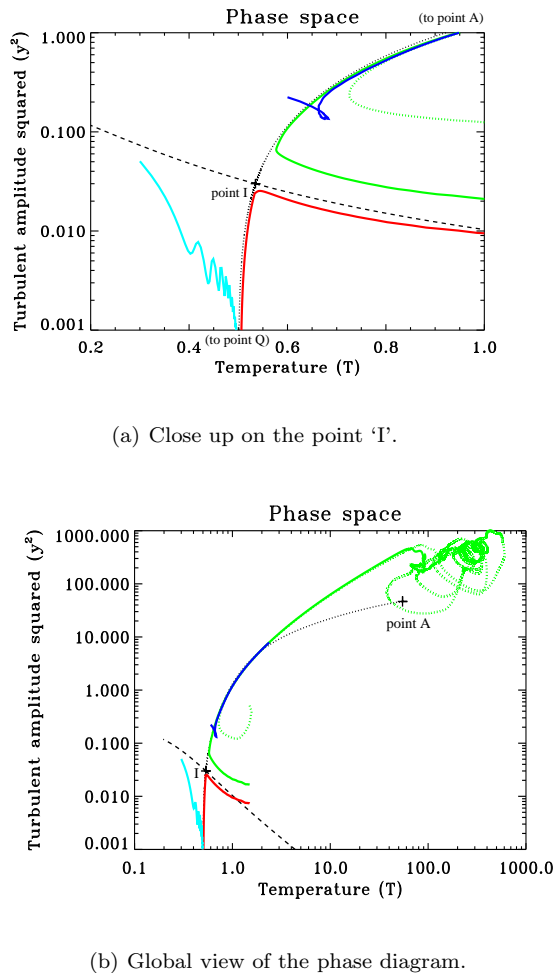 Phase space
(to point A)
Turbulent amplitude squared (y²)
1.000
0.100
0.010
0.001
point I
(to point Q)
0.2 0.4 0.6 0.8 1.0
Temperature (T)
(a) Close up on the point ‘I’.
Phase space
Turbulent amplitude squared (y²)
1000.000
100.000
10.000
1.000
0.100
0.010
0.001
point A
I
0.1 1.0 10.0 100.0 1000.0
Temperature (T)
(b) Global view of the phase diagram.